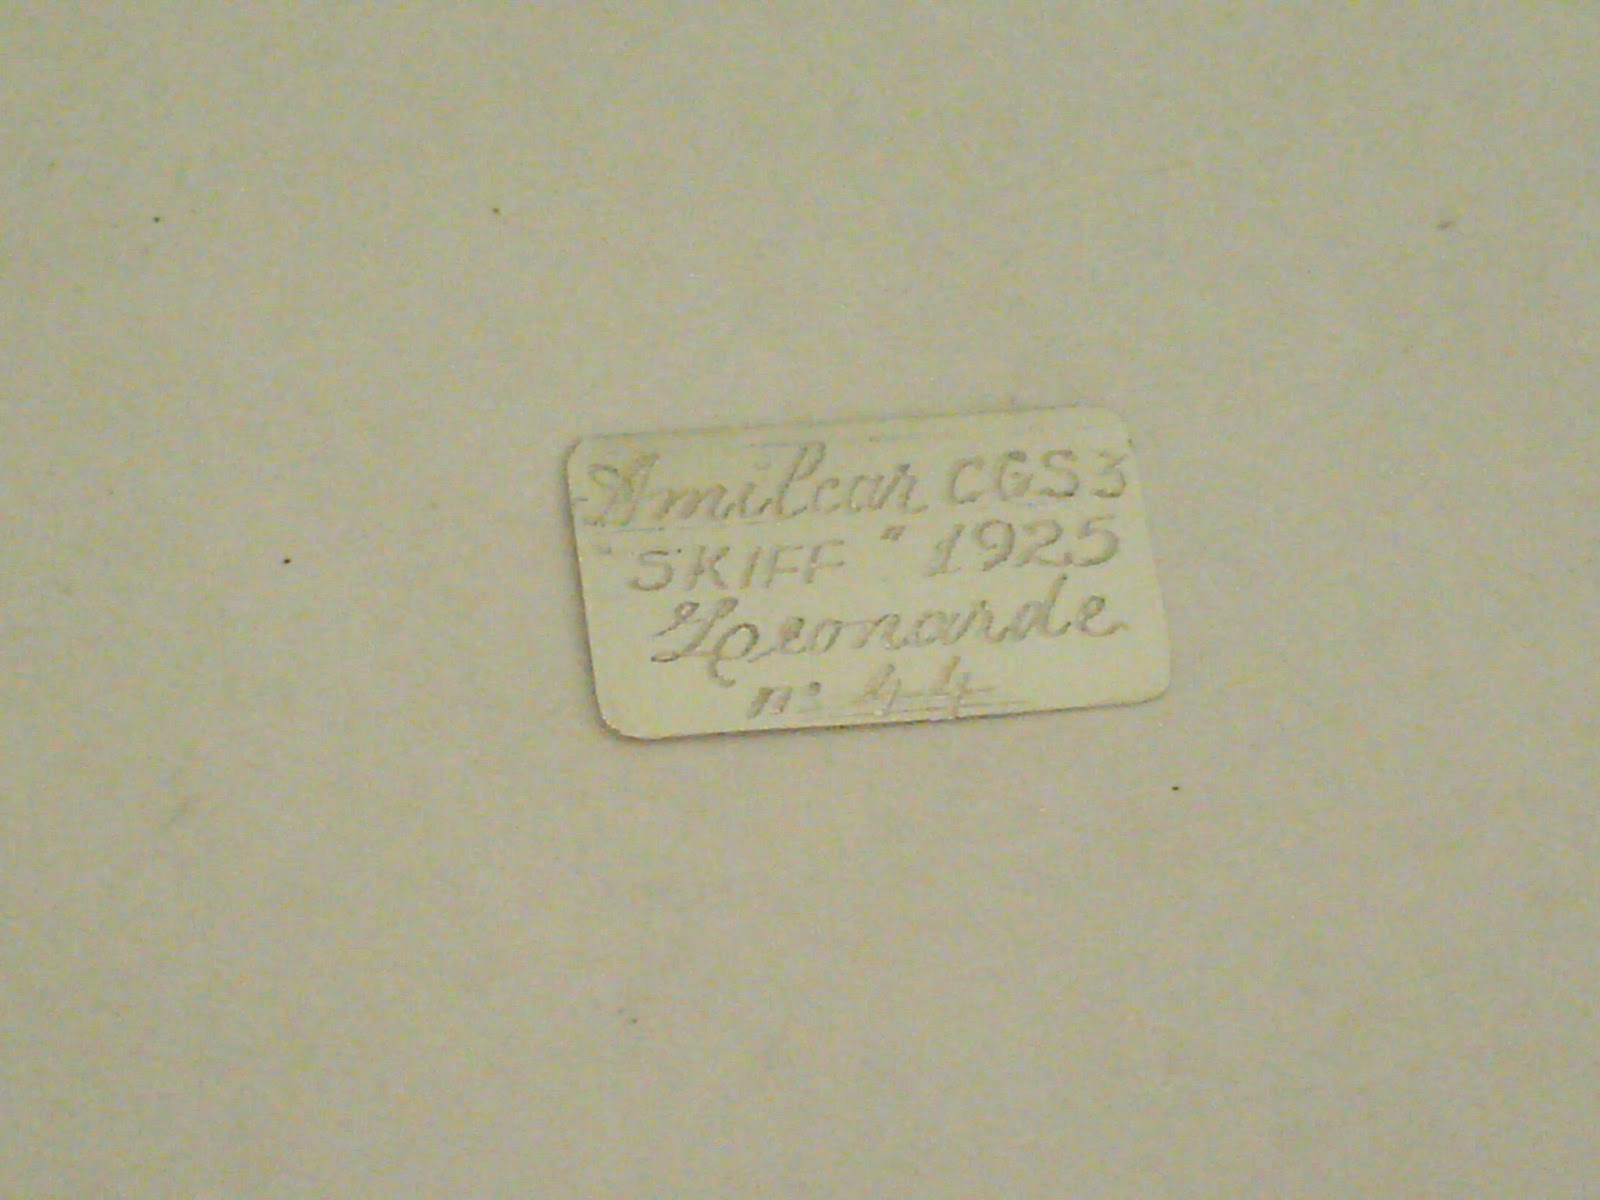 Amilcar CGS3
"SKIFF" 1925
Leonarde
n° 44